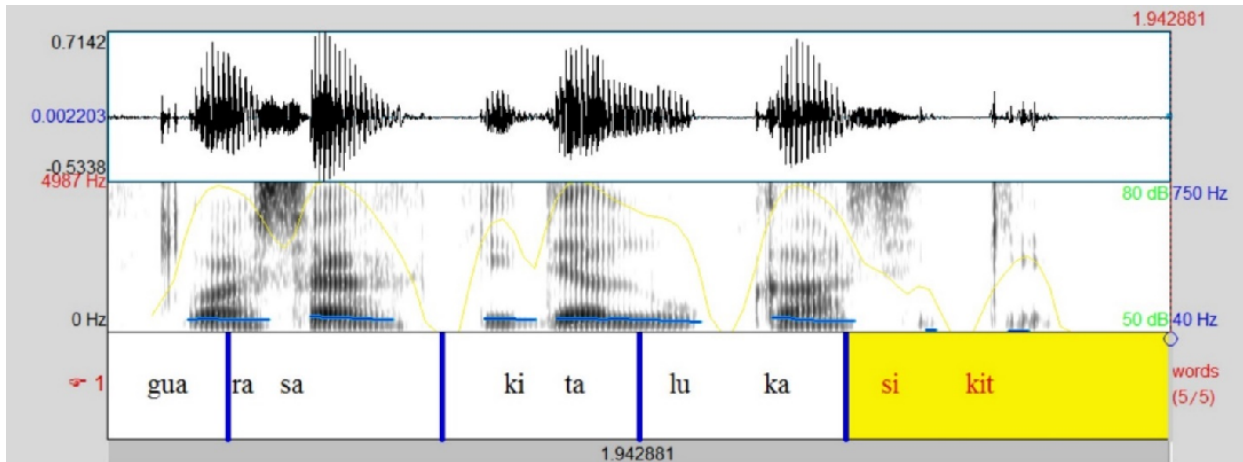 1.942881
0.7142
0.002203
-0.5338
4987 Hz 80 dB 750 Hz
0 Hz 50 dB 40 Hz
1 gua ra sa ki ta lu ka si kit words
(5/5)
1.942881